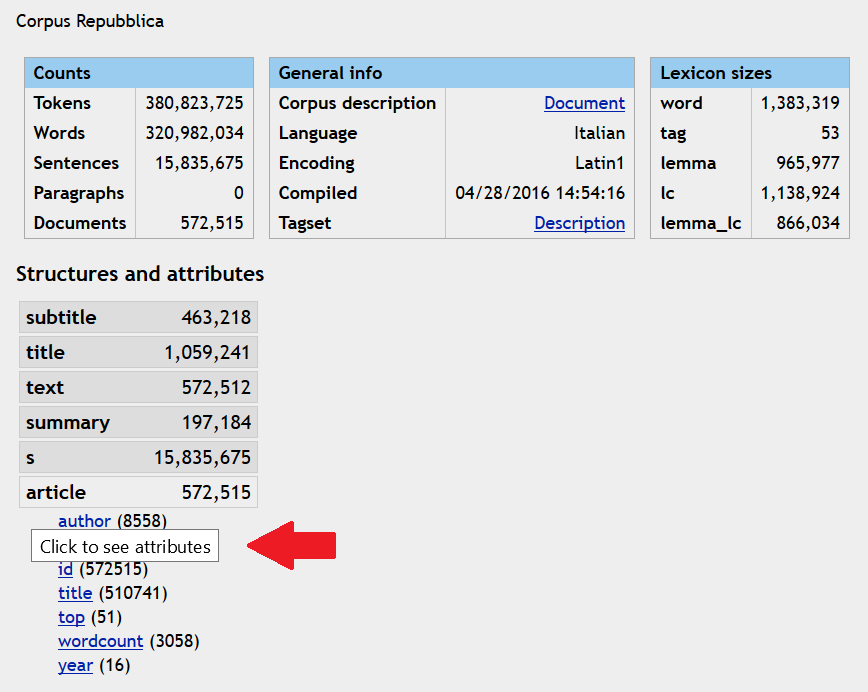 Corpus Repubblica
Counts
Tokens 380,823,725
Words 320,982,034
Sentences 15,835,675
Paragraphs 0
Documents 572,515
General info
Corpus description Document
Language Italian
Encoding Latin1
Compiled 04/28/2016 14:54:16
Tagset Description
Lexicon sizes
word 1,383,319
tag 53
lemma 965,977
lc 1,138,924
lemma_lc 866,034
Structures and attributes
subtitle 463,218
title 1,059,241
text 572,512
summary 197,184
s 15,835,675
article 572,515
author (8558)
Click to see attributes
id (572515)
title (510741)
top (51)
wordcount (3058)
year (16)